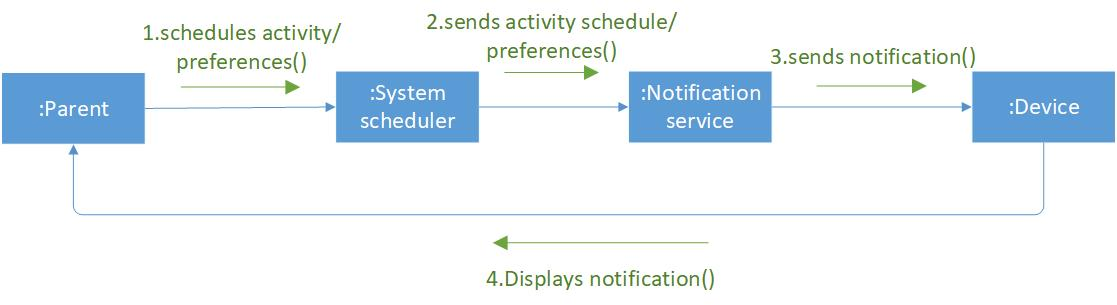 1.schedules activity/
preferences()
2.sends activity schedule/
preferences()
3.sends notification()
:Parent
:System
scheduler
:Notification
service
:Device
4.Displays notification()